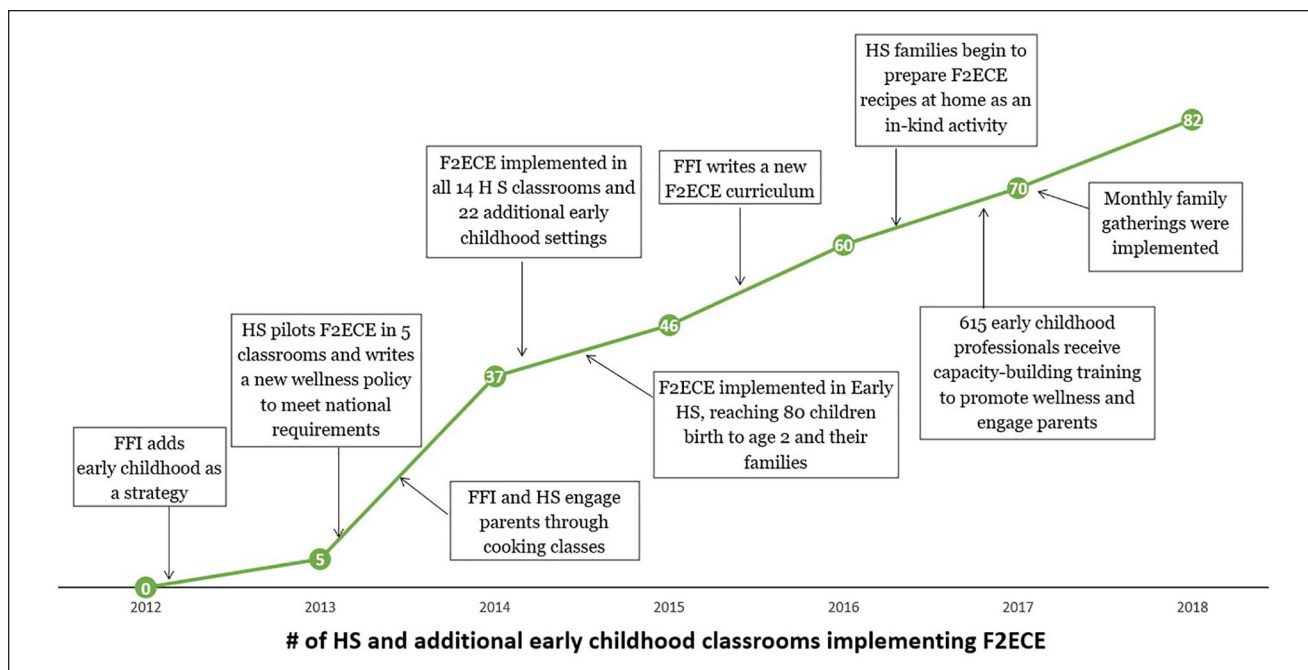 HS families begin to
prepare F2ECE
recipes at home as an
in-kind activity
82
F2ECE implemented in
all 14 H S classrooms and
22 additional early
childhood settings
FFI writes a new
F2ECE curriculum
70
Monthly family
gatherings were
implemented
60
HS pilots F2ECE in 5
classrooms and writes
a new wellness policy
to meet national
requirements
46
615 early childhood
professionals receive
capacity-building training
to promote wellness and
engage parents
37
F2ECE implemented in Early
HS, reaching 80 children
birth to age 2 and their
families
FFI adds
early childhood as
a strategy
FFI and HS engage
parents through
cooking classes
5
0
2012
2013
2014
2015
2016
2017
2018
# of HS and additional early childhood classrooms implementing F2ECE